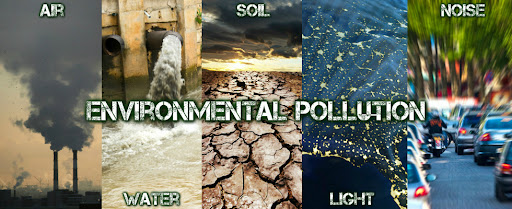 AIR
SOIL
NOISE
ENVIRONMENTAL POLLUTION
WATER
LIGHT